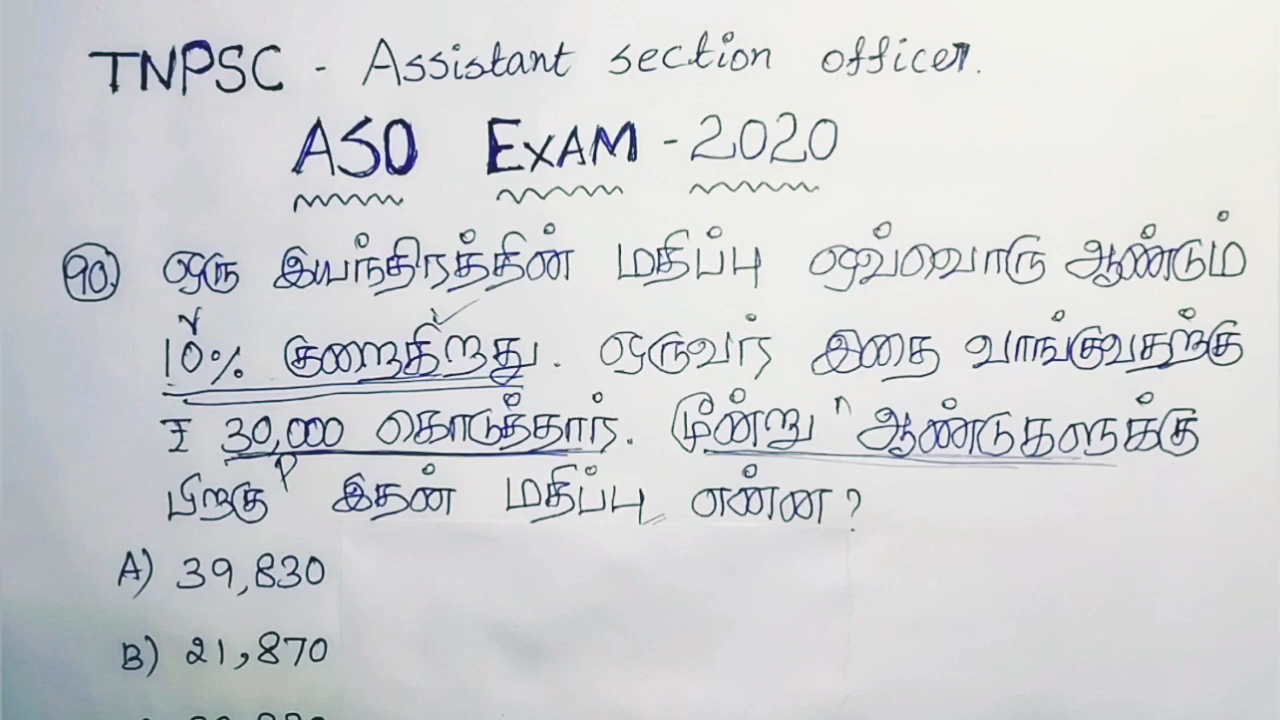 TNPSC - Assistant section officer.
ASO EXAM - 2020
90) ஒரு இயந்திரத்தின் மதிப்பு ஒவ்வொரு ஆண்டும்
r
10% குறைகிறது. ஒருவர் இதை வாங்குவதற்கு
₹ 30,000 கொடுத்தார். மூன்று n ஆண்டுகளுக்கு
பிறகு P இதன் மதிப்பு என்ன?
A) 39,830
B) 21,870